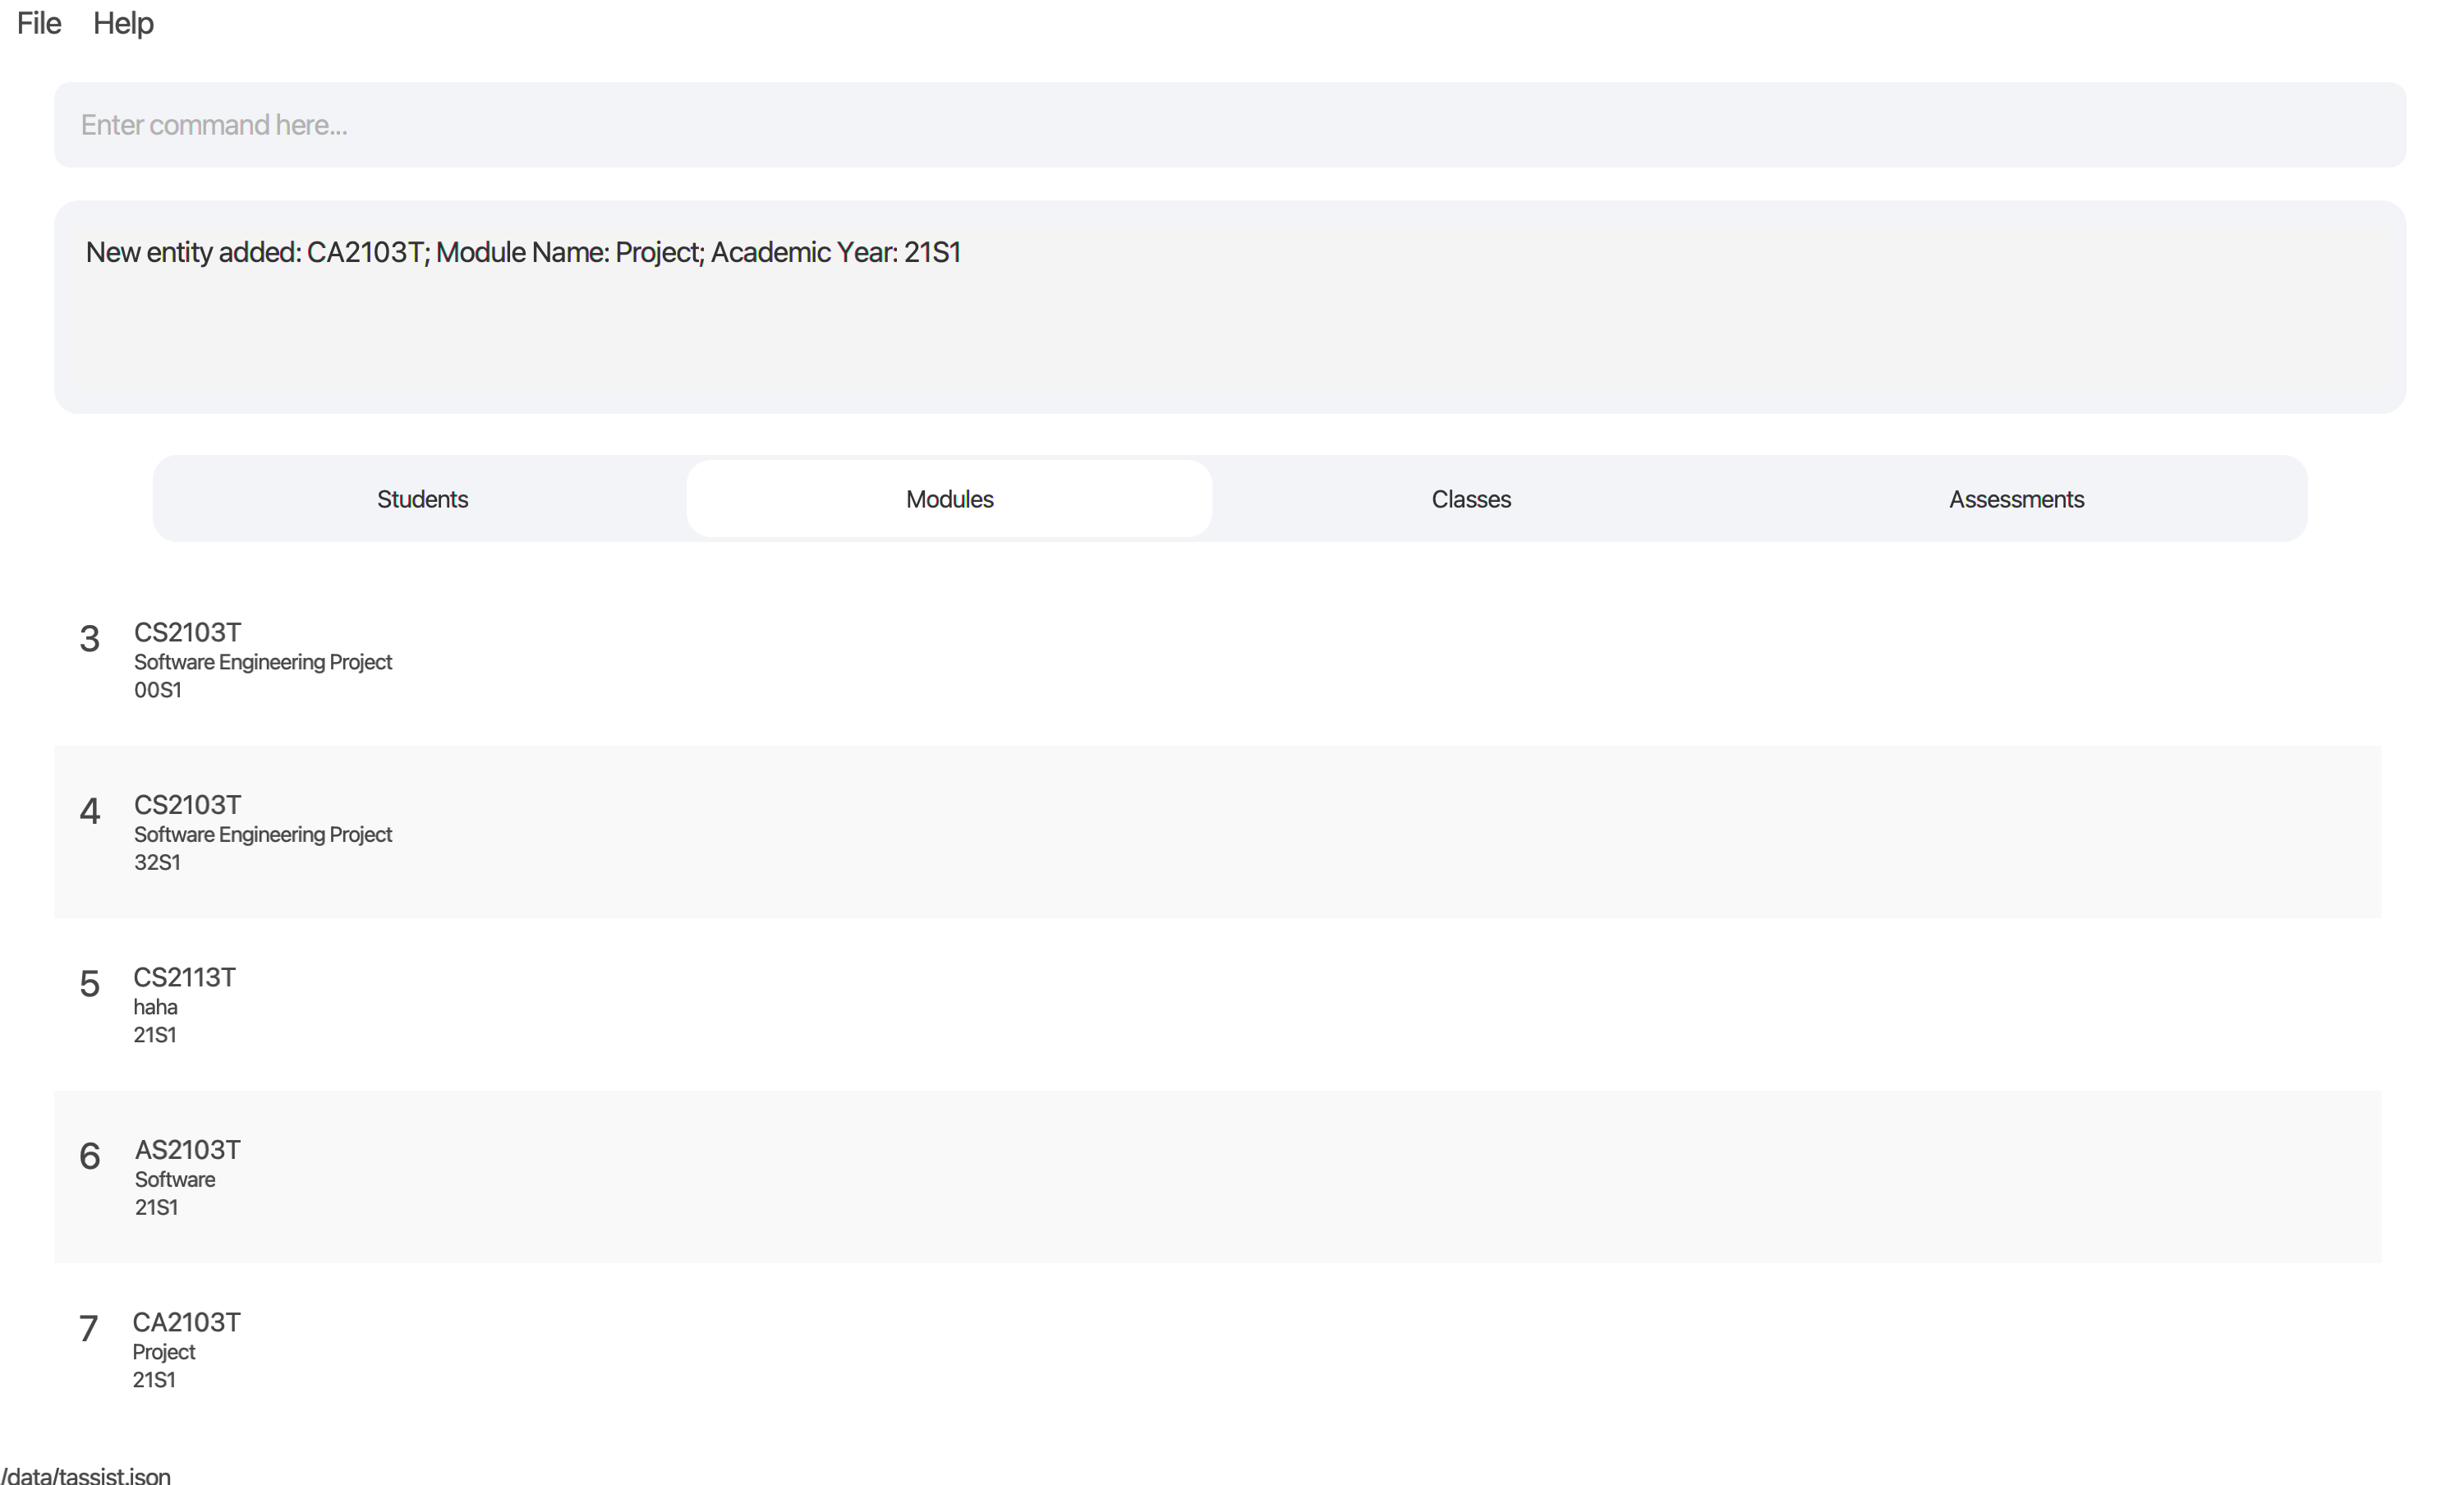 File Help
Enter command here...
New entity added: CA2103T; Module Name: Project; Academic Year: 21S1
Students Modules Classes Assessments
3 CS2103T
Software Engineering Project
00S1
4 CS2103T
Software Engineering Project
32S1
5 CS2113T
haha
21S1
6 AS2103T
Software
21S1
7 CA2103T
Project
21S1
/data/tassist.json